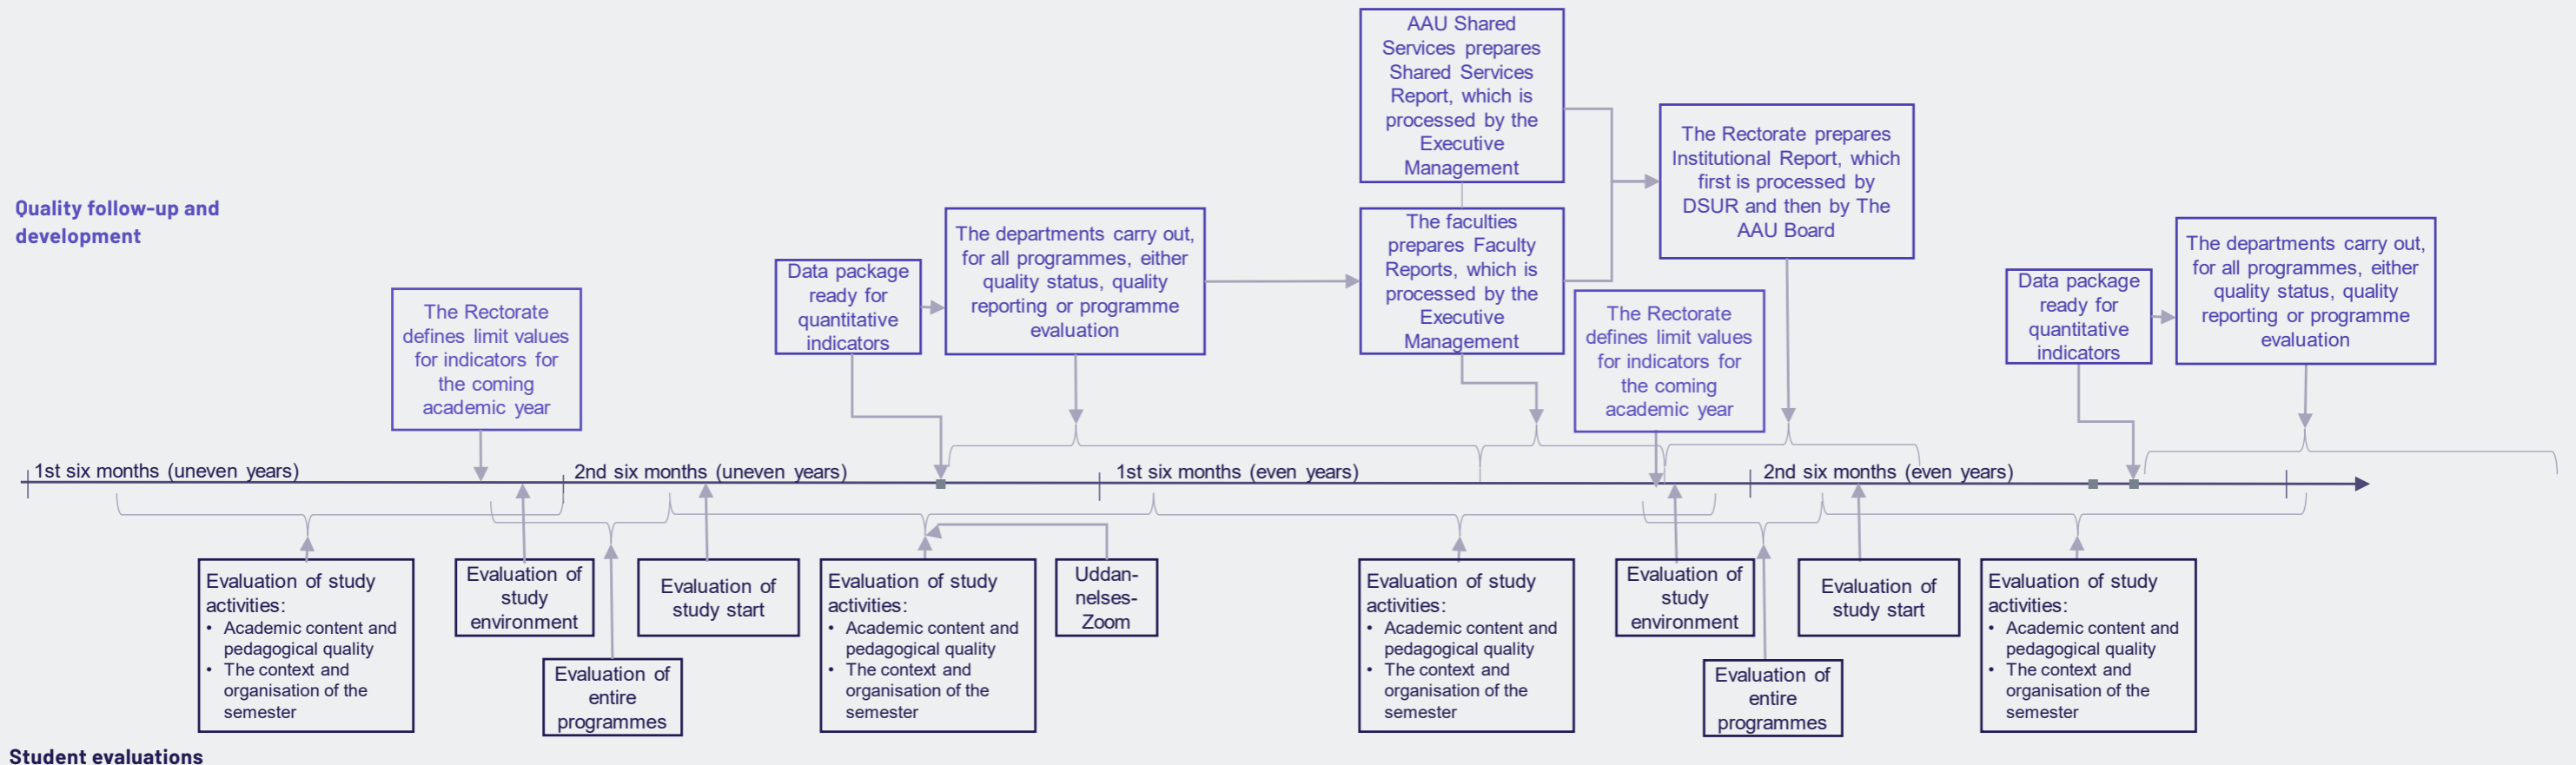 AAU Shared
Services prepares
Shared Services
Report, which is
processed by the
Executive
Management
The Rectorate prepares
Institutional Report, which
first is processed by
DSUR and then by The
AAU Board
Quality follow-up and
development
The Rectorate
defines limit values
for indicators for
the coming
academic year
Data package
ready for
quantitative
indicators
The departments carry out,
for all programmes, either
quality status, quality
reporting or programme
evaluation
The faculties
prepares Faculty
Reports, which is
processed by the
Executive
Management
The Rectorate
defines limit values
for indicators for
the coming
academic year
Data package
ready for
quantitative
indicators
The departments carry out,
for all programmes, either
quality status, quality
reporting or programme
evaluation
1st six months (uneven years)
2nd six months (uneven years)
1st six months (even years)
2nd six months (even years)
Evaluation of study
activities:
• Academic content and
pedagogical quality
• The context and
organisation of the
semester
Evaluation of
study
environment
Evaluation of
entire
programmes
Evaluation of
study start
Evaluation of study
activities:
• Academic content and
pedagogical quality
• The context and
organisation of the
semester
Uddan-
nelses-
Zoom
Evaluation of study
activities:
• Academic content and
pedagogical quality
• The context and
organisation of the
semester
Evaluation of
study
environment
Evaluation of
entire
programmes
Evaluation of
study start
Evaluation of study
activities:
• Academic content and
pedagogical quality
• The context and
organisation of the
semester
Student evaluations